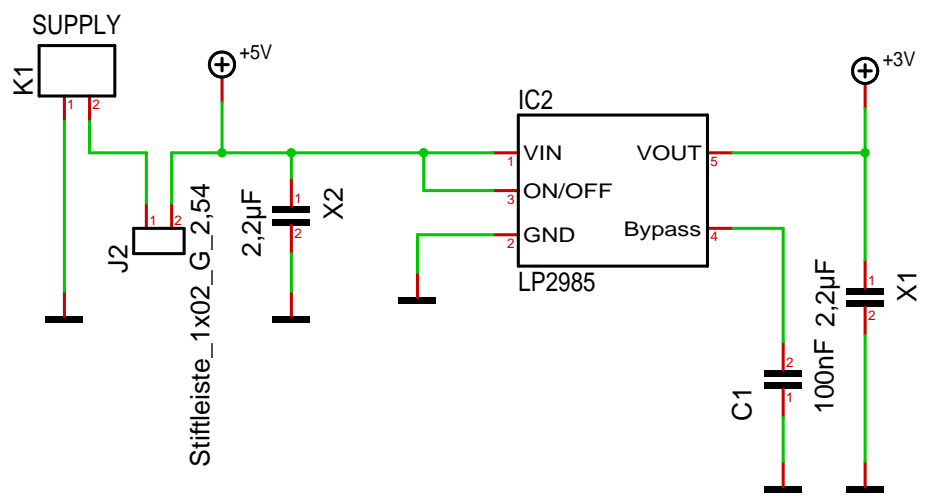 SUPPLY
K1
1
2
+5V
+3V
IC2
1
VIN
VOUT
5
3
ON/OFF
2
GND
Bypass
4
LP2985
1
2
J2
Stiftleiste_1x02_G_2,54
2,2µF
1
2
X2
2,2µF
1
2
X1
C1
2
1
100nF